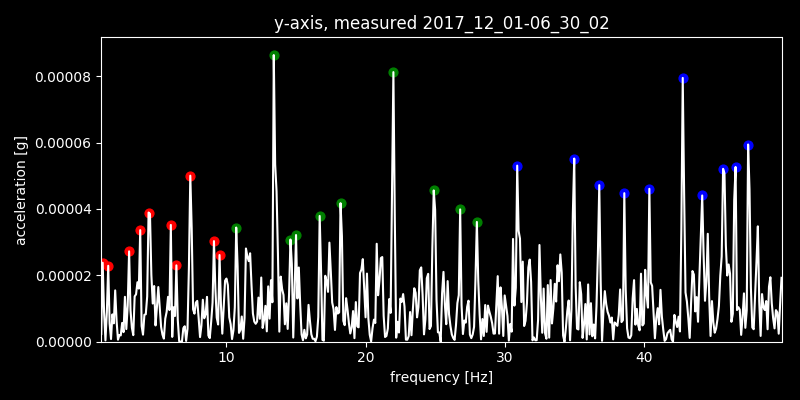 y-axis, measured 2017_12_01-06_30_02
acceleration [g]
0.00008
0.00006
0.00004
0.00002
0.00000
10 20 30 40
frequency [Hz]